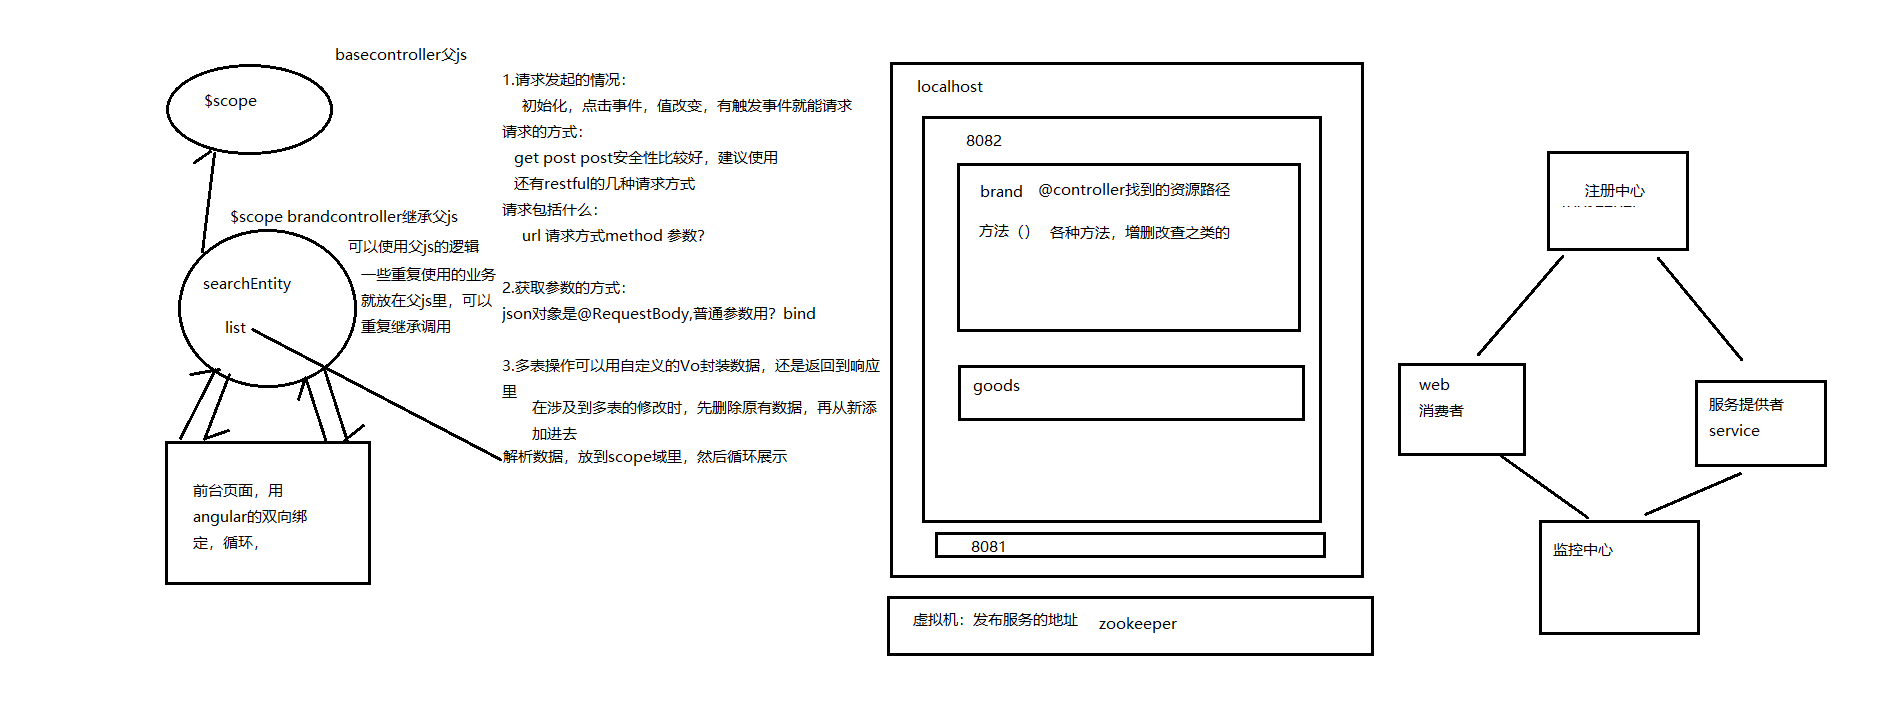 basecontroller父js
$scope
$scope brandcontroller继承父js
可以使用父js的逻辑
一些重复使用的业务
就放在父js里，可以
重复继承调用
searchEntity
list
前台页面，用
angular的双向绑
定，循环，
1.请求发起的情况：
初始化，点击事件，值改变，有触发事件就能请求
请求的方式：
get post post安全性比较好，建议使用
还有restful的几种请求方式
请求包括什么：
url 请求方式method 参数？
2.获取参数的方式：
json对象是@RequestBody,普通参数用？bind
3.多表操作可以用自定义的Vo封装数据，还是返回到响应
里
在涉及到多表的修改时，先删除原有数据，再从新添
加进去
解析数据，放到scope域里，然后循环展示
localhost
8082
brand @controller找到的资源路径
方法（） 各种方法，增删改查之类的
goods
8081
虚拟机：发布服务的地址 zookeeper
注册中心
web
消费者
服务提供者
service
监控中心